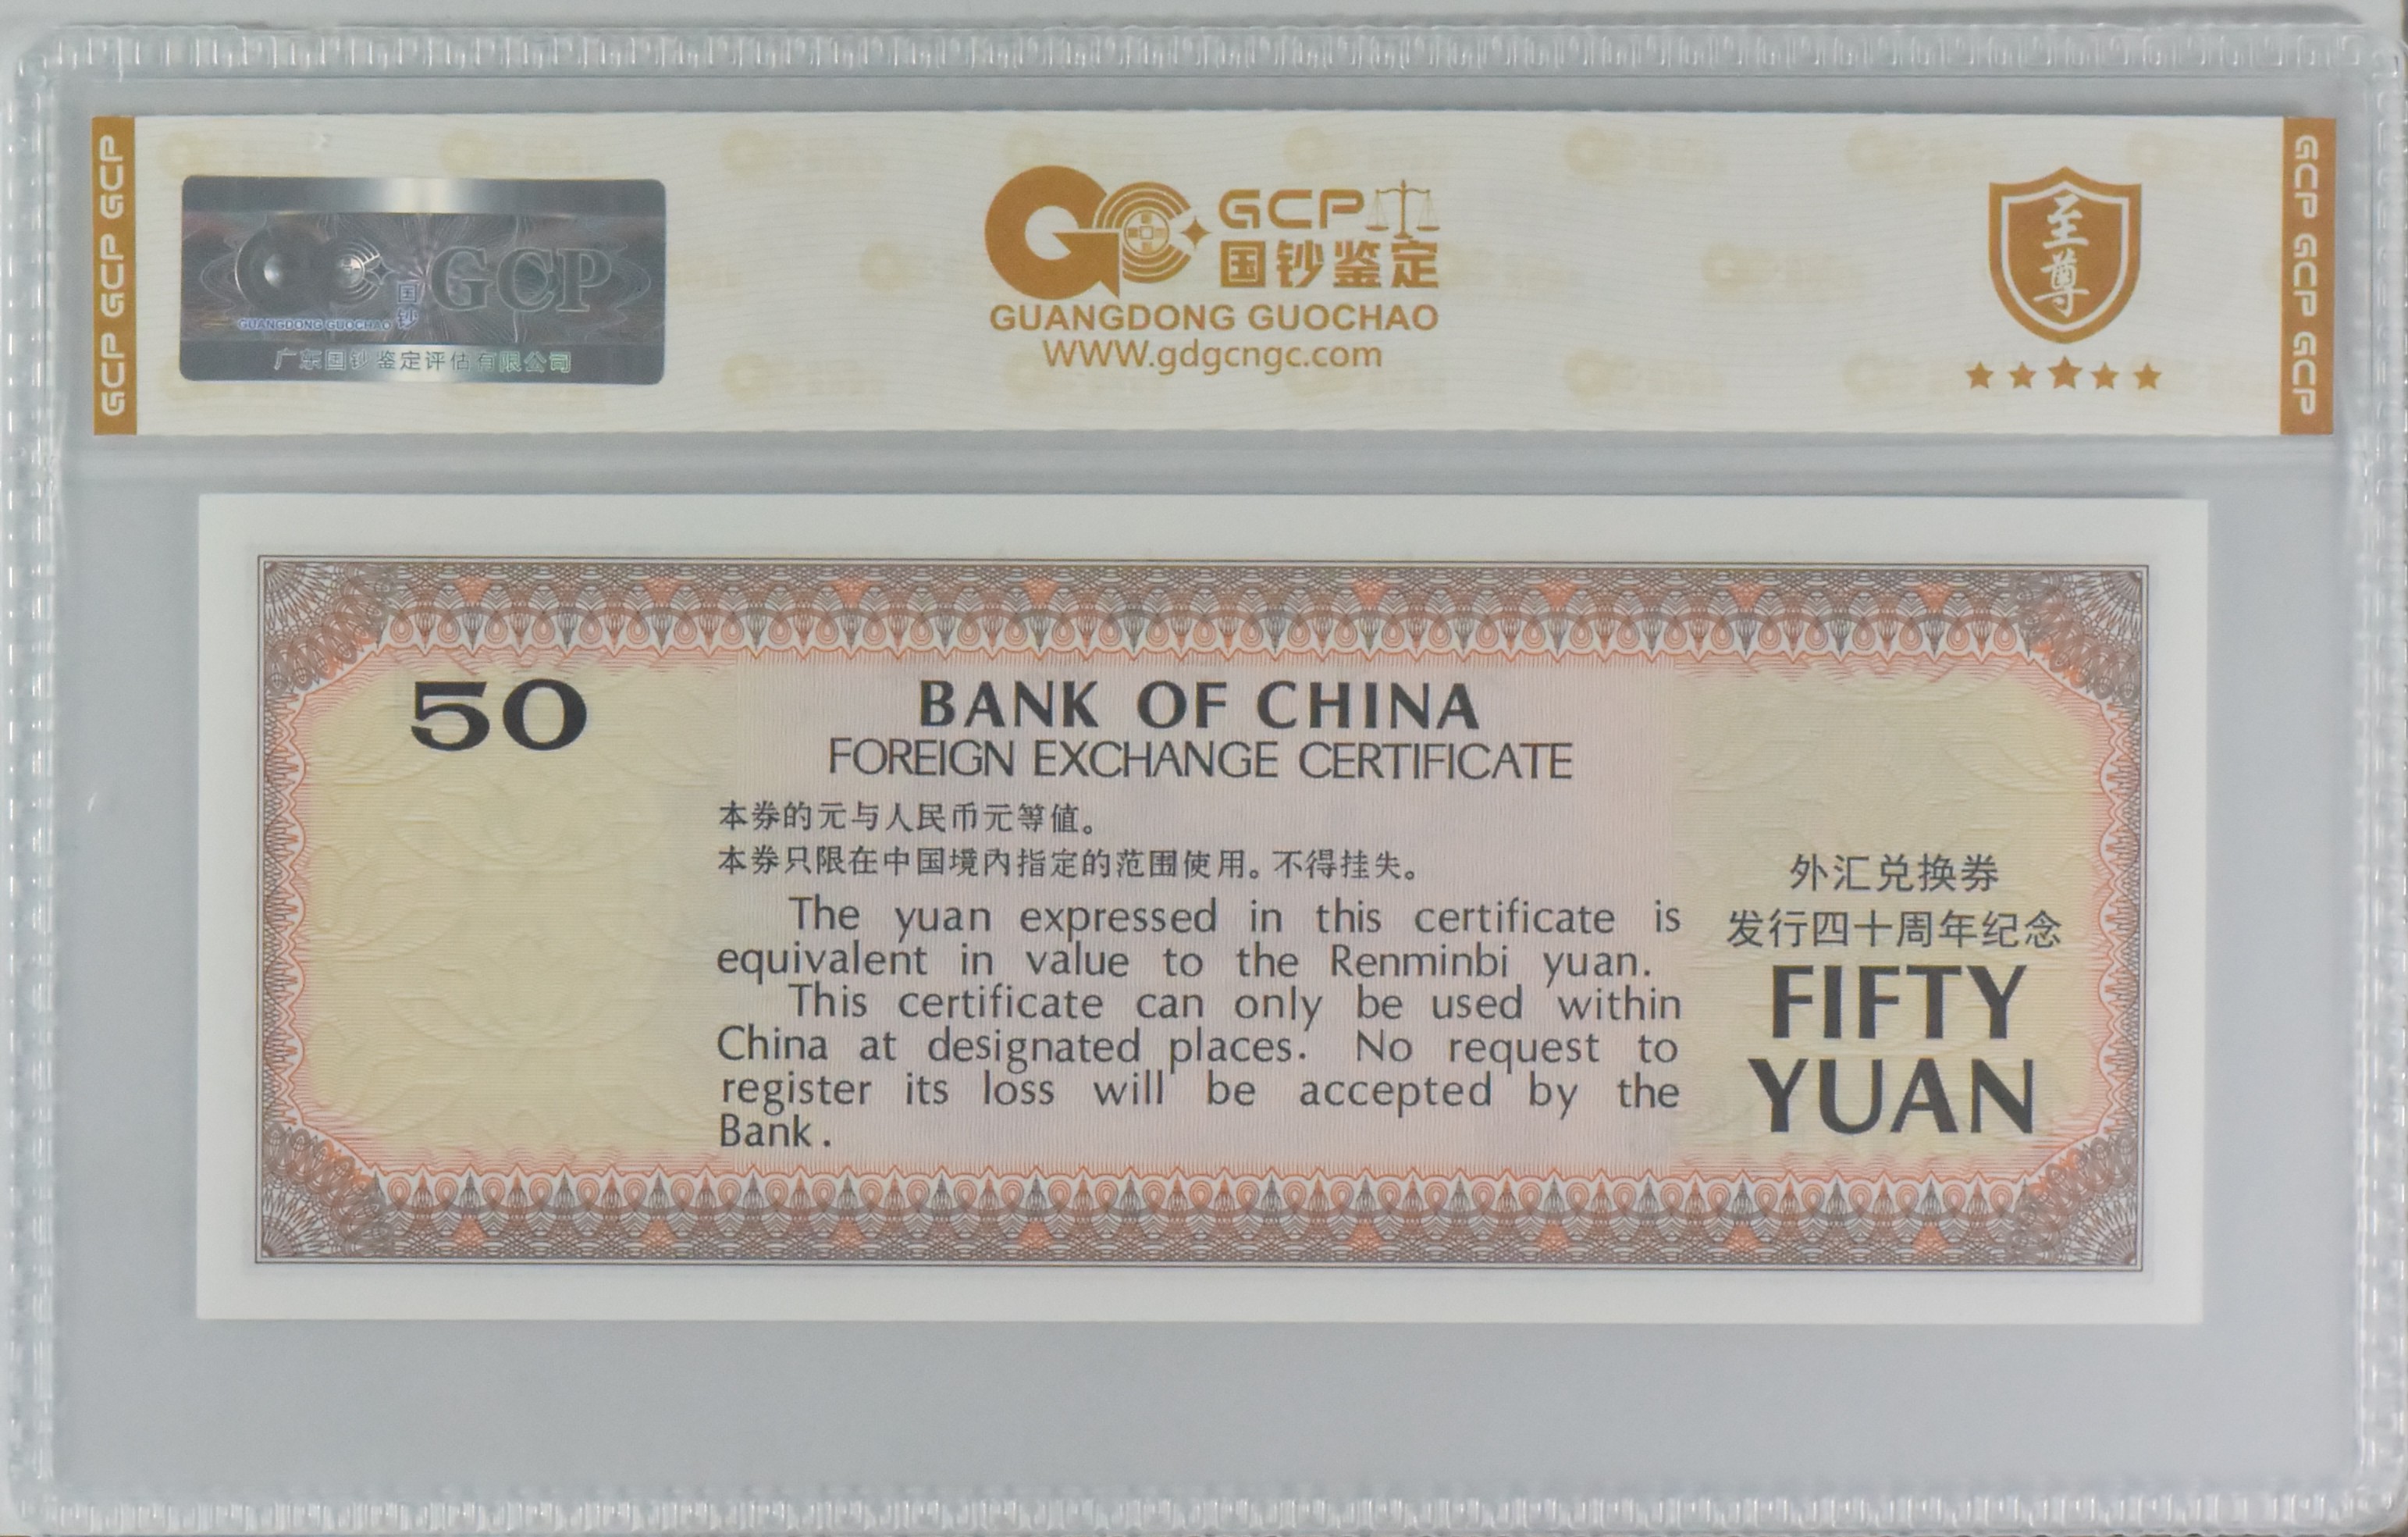 GCP GCP GCP
国钞
GCP
GUANGDONG GUOCHAO
广东国钞鉴定评估有限公司
GCP
国钞鉴定
GUANGDONG GUOCHAO
WWW.gdgcngc.com
至尊
GCP GCP GCP
50
BANK OF CHINA
FOREIGN EXCHANGE CERTIFICATE
本券的元与人民币元等值。
本券只限在中国境内指定的范围使用。不得挂失。
The yuan expressed in this certificate is
equivalent in value to the Renminbi yuan.
This certificate can only be used within
China at designated places. No request to
register its loss will be accepted by the
Bank.
外汇兑换券
发行四十周年纪念
FIFTY
YUAN